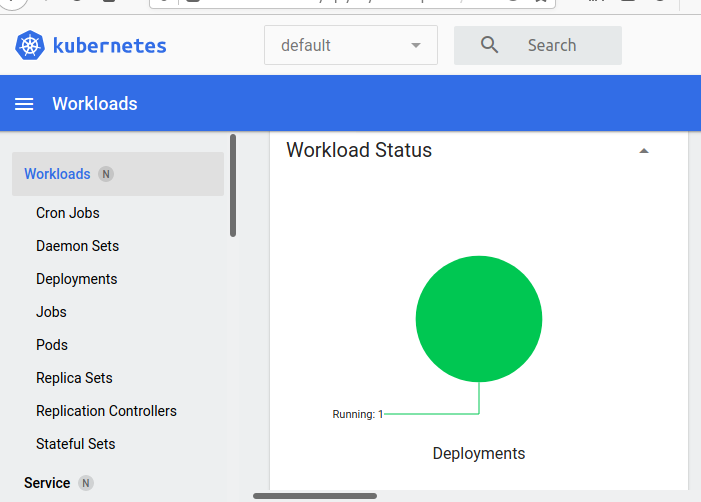 kubernetes
default
Search
Workloads
Workloads N
Cron Jobs
Daemon Sets
Deployments
Jobs
Pods
Replica Sets
Replication Controllers
Stateful Sets
Service N
Workload Status
Running: 1
Deployments